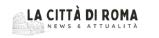 LA CITTÀ DI ROMA
NEWS & ATTUALITÀ